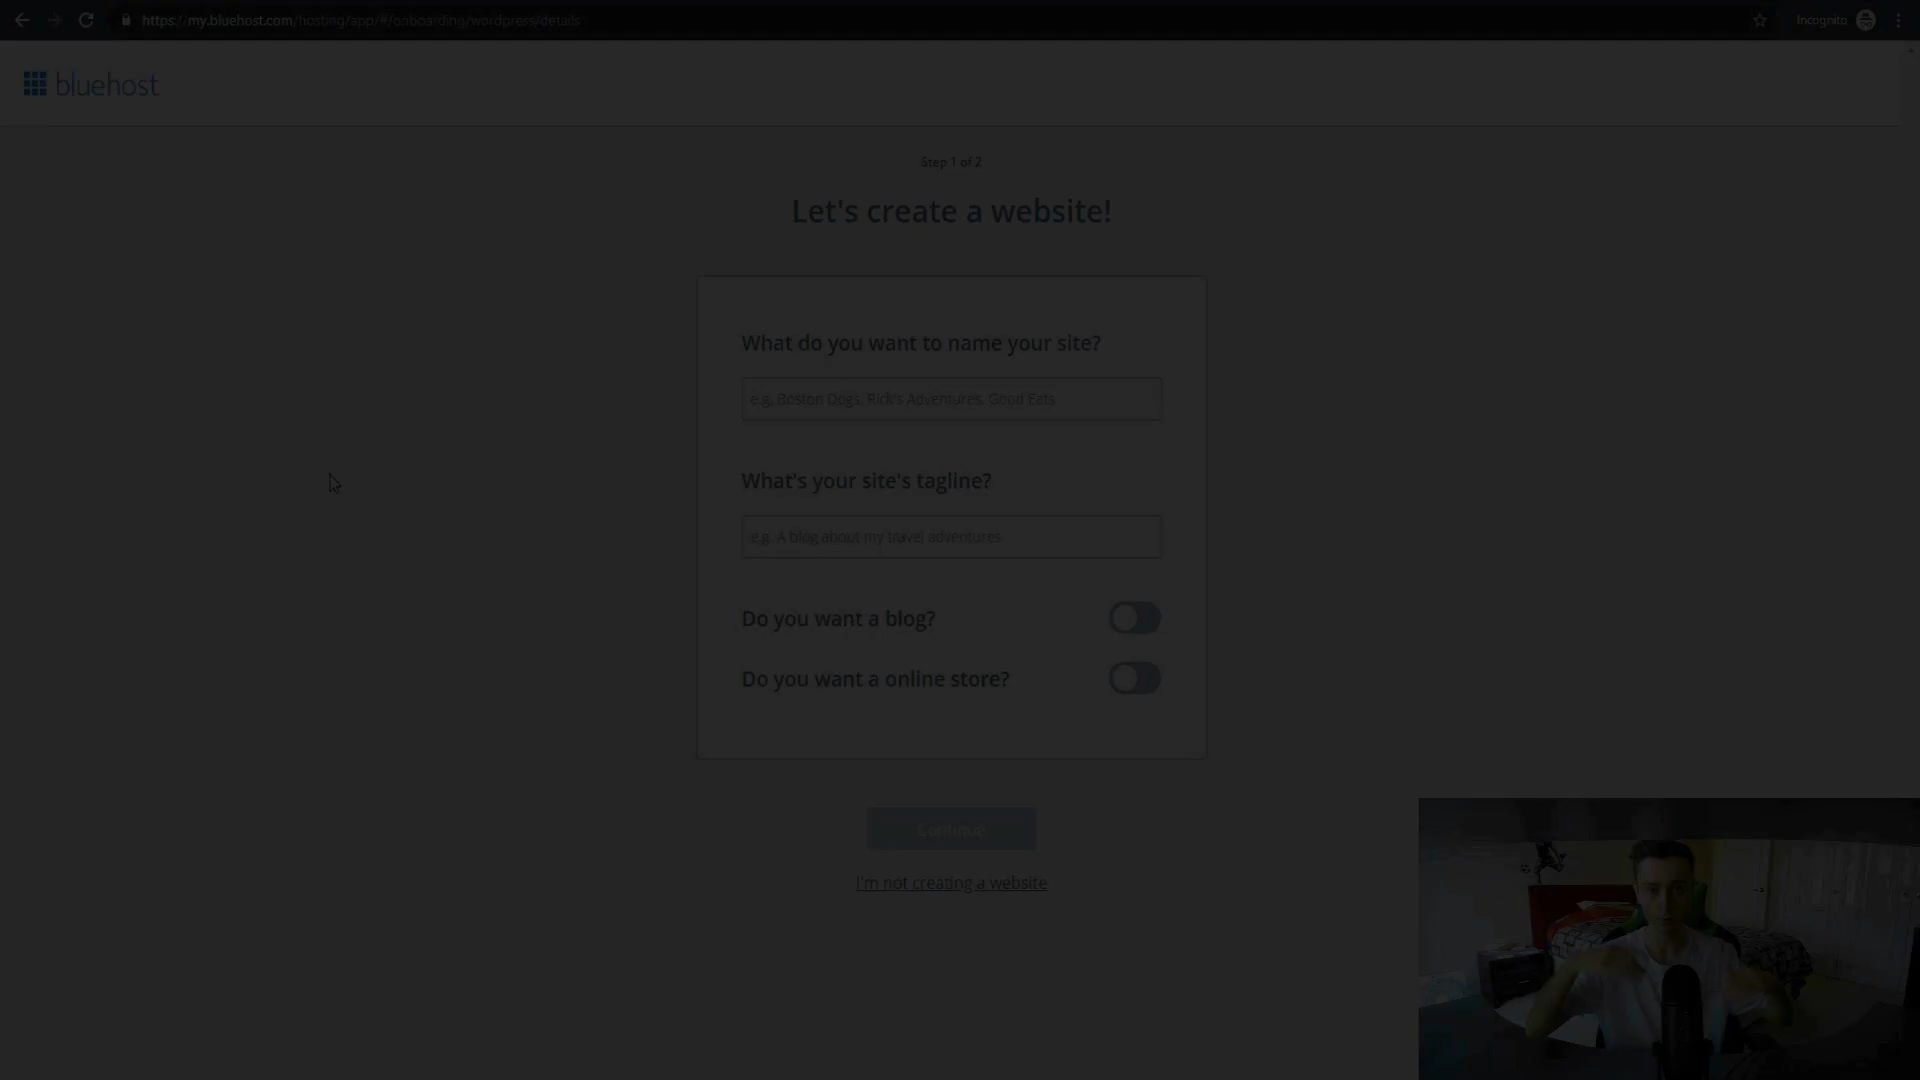 https://my.bluehost.com/hosting/app/#/onboarding/wordpress/details
Incognito
bluehost
Step 1 of 2
Let's create a website!
What do you want to name your site?
e.g. Boston Dogs, Rick's Adventures, Good Eats
What's your site's tagline?
e.g. A blog about my travel adventures
Do you want a blog?
Do you want a online store?
Continue
I'm not creating a website